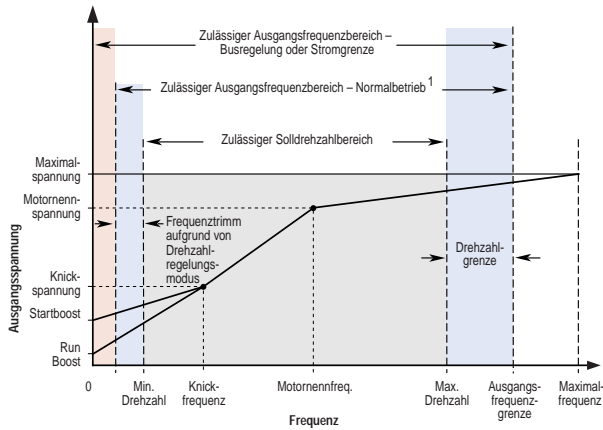 Zulässiger Ausgangsfrequenzbereich –
Busregelung oder Stromgrenze
Zulässiger Ausgangsfrequenzbereich – Normalbetrieb 1
Zulässiger Solldrehzahlbereich
Maximal-
spannung
Motornenn-
spannung
Frequenztrimm
aufgrund von
Drehzahl-
regelungs-
modus
Drehzahl-
grenze
Ausgangsspannung
Knick-
spannung
Startboost
Run
Boost
0
Min.
Drehzahl
Knick-
frequenz
Motornennfreq.
Max.
Drehzahl
Ausgangs-
frequenz-
grenze
Maximal-
frequenz
Frequenz